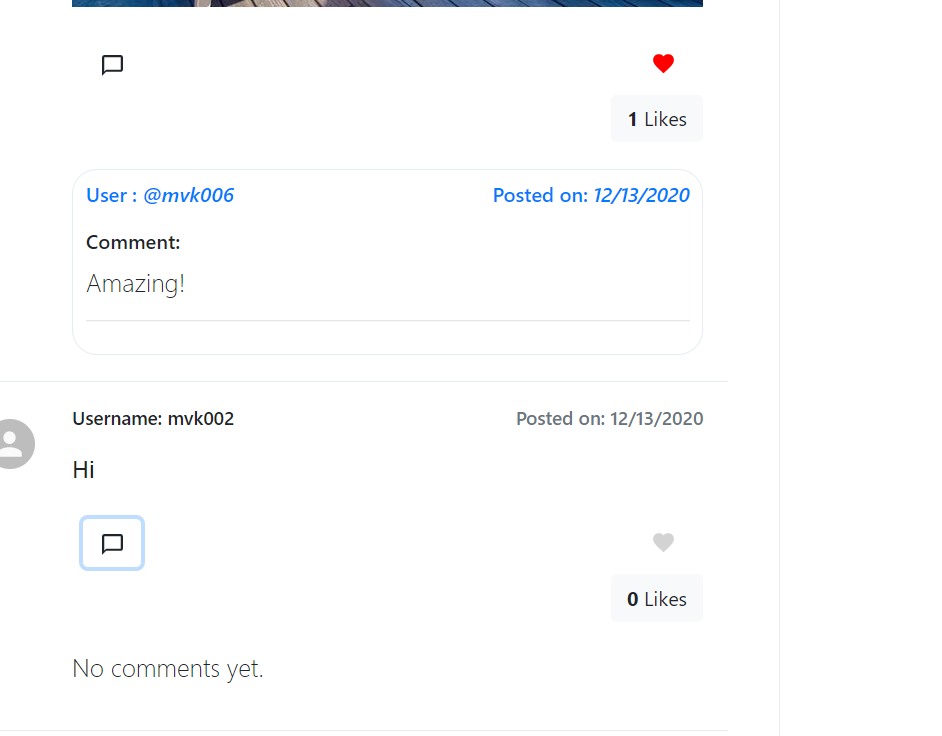 1 Likes
User : @mvk006 Posted on: 12/13/2020
Comment:
Amazing!
Username: mvk002 Posted on: 12/13/2020
Hi
0 Likes
No comments yet.